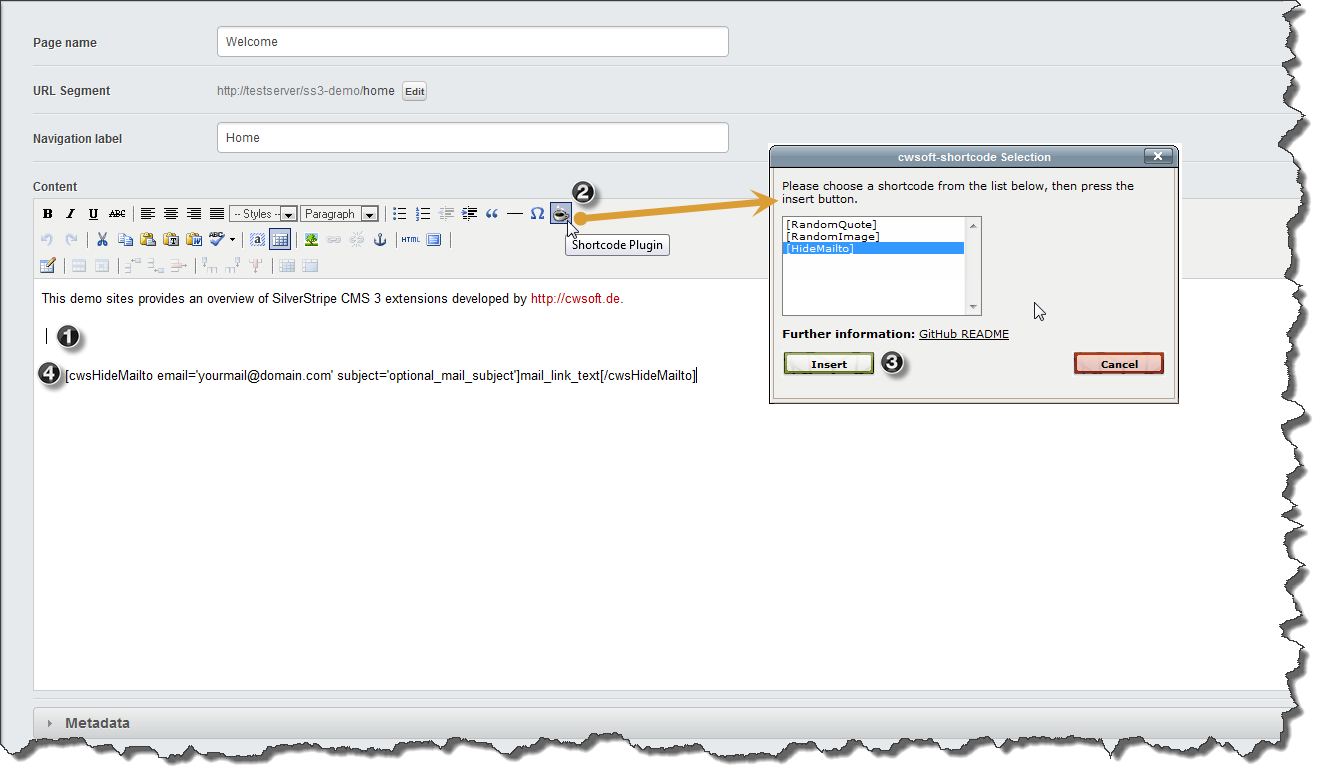 Page name
Welcome
URL Segment
http://testserver/ss3-demo/home
Edit
Navigation label
Home
Content
B I U ABC
-- Styles --
Paragraph
Ω
2
T
W
ABC
a
HTML
Shortcode Plugin
This demo sites provides an overview of SilverStripe CMS 3 extensions developed by http://cwsoft.de.
1
4
[cwsHideMailto email='yourmail@domain.com' subject='optional_mail_subject']mail_link_text[/cwsHideMailto]
cwsoft-shortcode Selection
Please choose a shortcode from the list below, then press the
insert button.
[RandomQuote]
[RandomImage]
[HideMailto]
Further information: GitHub README
Insert
3
Cancel
Metadata